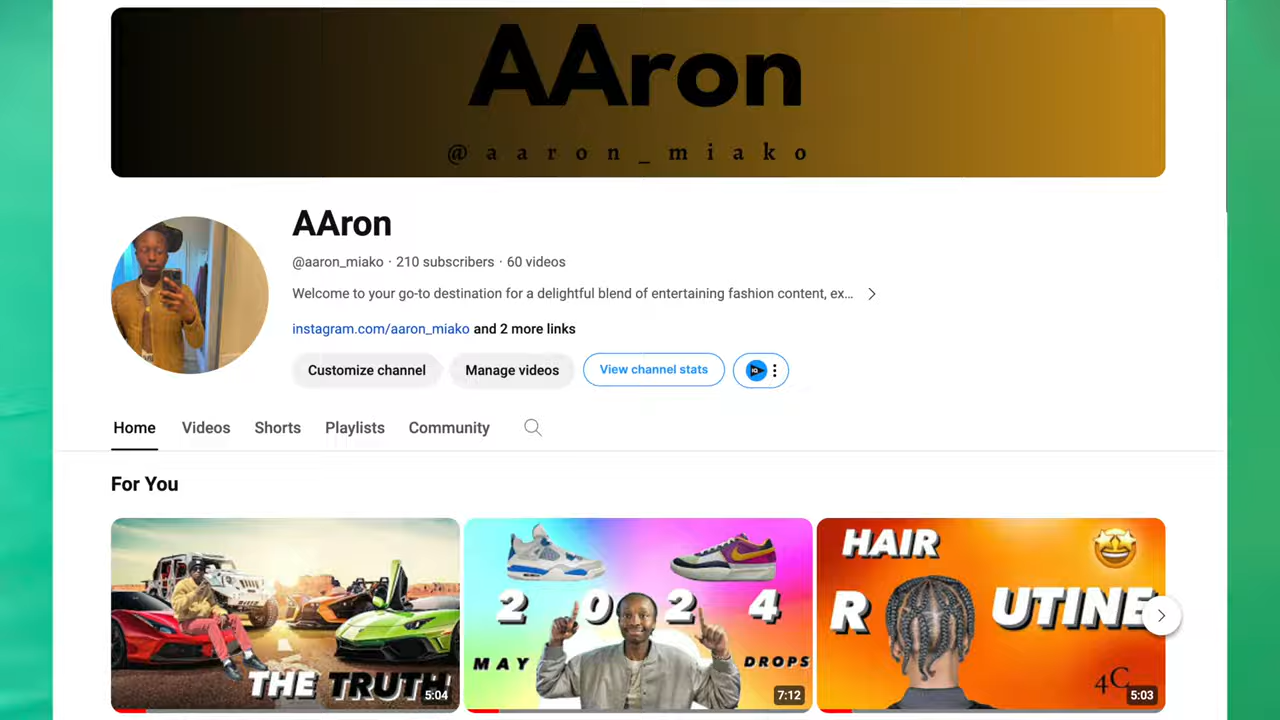 AAron
@aaron_miako
AAron
@aaron_miako · 210 subscribers · 60 videos
Welcome to your go-to destination for a delightful blend of entertaining fashion content, ex...
instagram.com/aaron_miako and 2 more links
Customize channel Manage videos View channel stats
Home Videos Shorts Playlists Community
For You
THE TRUTH
5:04
2 0 2 4
MAY DROPS
7:12
HAIR
R UTINE
4C
5:03